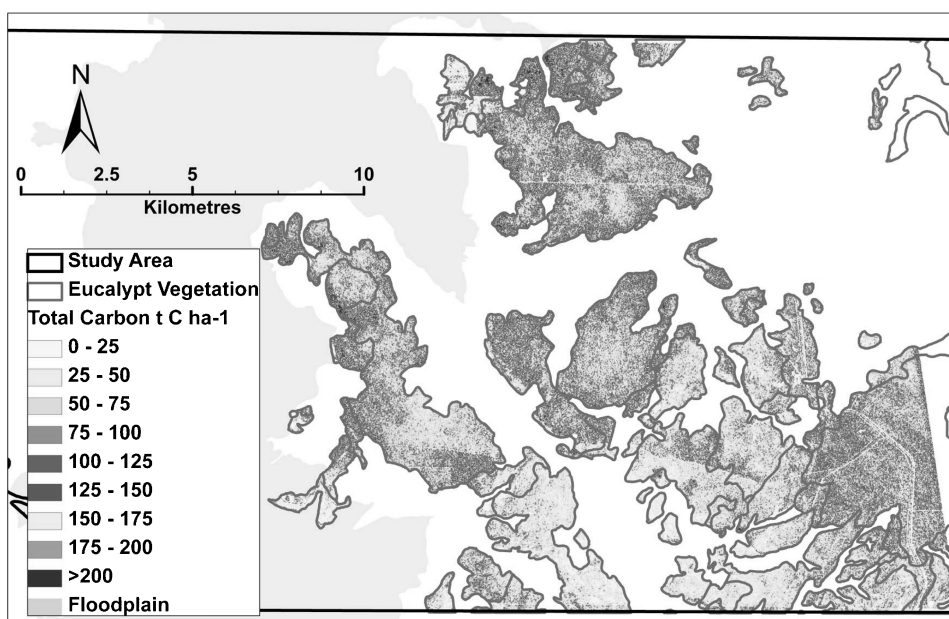 N
0 2.5 5 10
Kilometres
Study Area
Eucalypt Vegetation
Total Carbon t C ha-1
0 - 25
25 - 50
50 - 75
75 - 100
100 - 125
125 - 150
150 - 175
175 - 200
>200
Floodplain